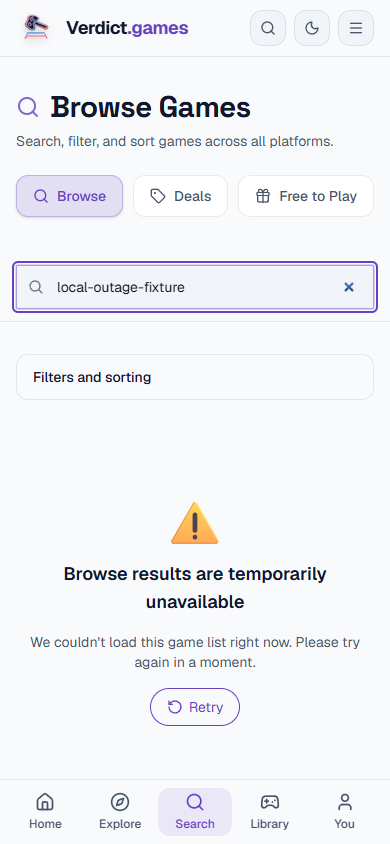 Verdict.games
Browse Games
Search, filter, and sort games across all platforms.
Browse
Deals
Free to Play
local-outage-fixture
Filters and sorting
Browse results are temporarily
unavailable
We couldn't load this game list right now. Please try
again in a moment.
Retry
Home
Explore
Search
Library
You